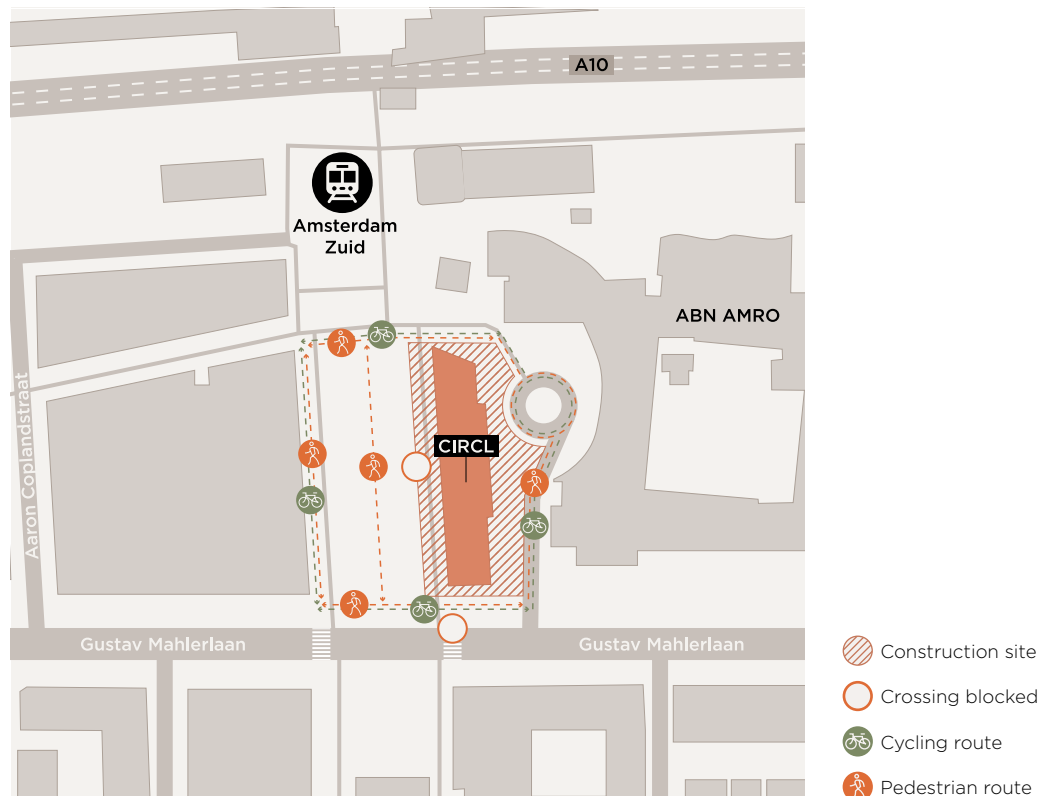 A10
Amsterdam
Zuid
ABN AMRO
Aaron Coplandstraat
CIRCL
Gustav Mahlerlaan
Gustav Mahlerlaan
Construction site
Crossing blocked
Cycling route
Pedestrian route